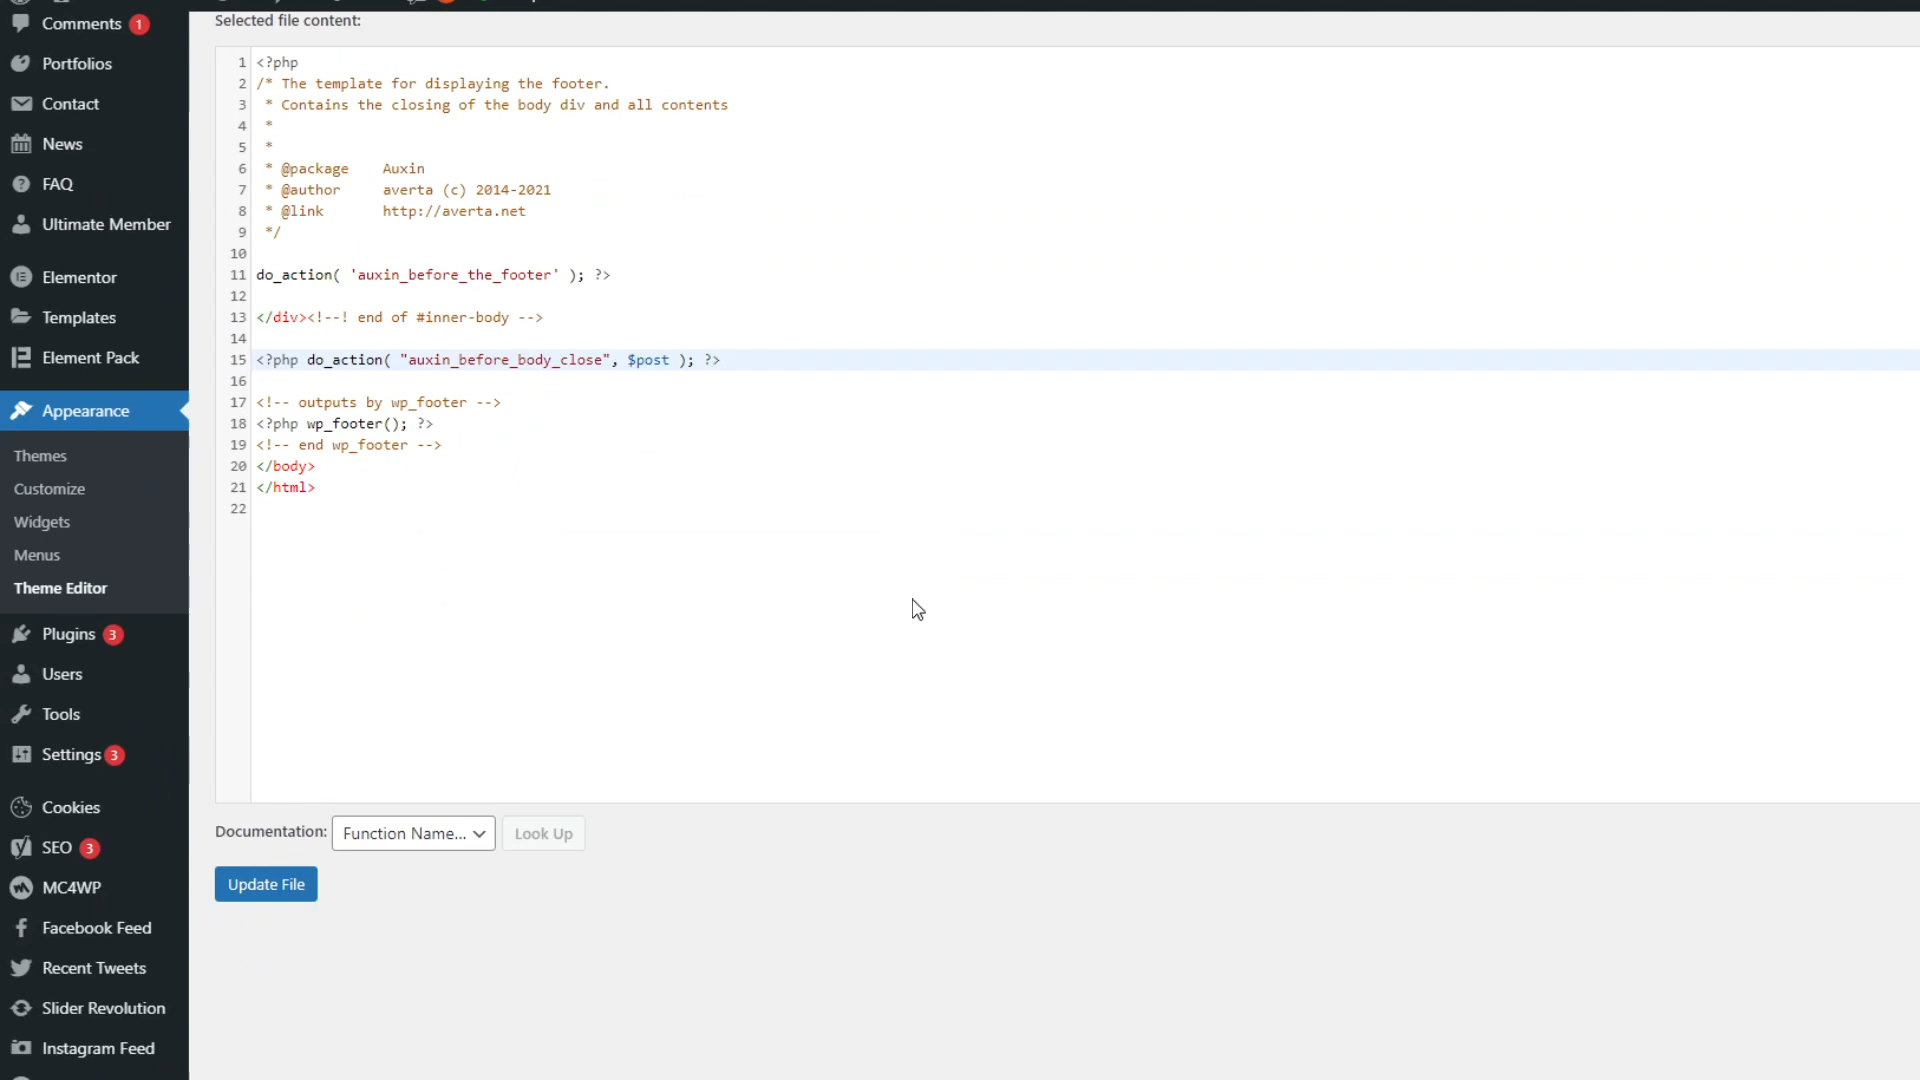 Comments 1
Portfolios
Contact
News
FAQ
Ultimate Member
Elementor
Templates
Element Pack
Appearance
Themes
Customize
Widgets
Menus
Theme Editor
Plugins 3
Users
Tools
Settings 3
Cookies
SEO 3
MC4WP
Facebook Feed
Recent Tweets
Slider Revolution
Instagram Feed
Selected file content:
1 <?php
2 /* The template for displaying the footer.
3  * Contains the closing of the body div and all contents
4  *
5  *
6  * @package    Auxin
7  * @author     averta (c) 2014-2021
8  * @link       http://averta.net
9  */
10
11 do_action( 'auxin_before_the_footer' ); ?>
12
13 </div><!--! end of #inner-body -->
14
15 <?php do_action( "auxin_before_body_close", $post ); ?>
16
17 <!-- outputs by wp_footer -->
18 <?php wp_footer(); ?>
19 <!-- end wp_footer -->
20 </body>
21 </html>
22
Documentation: Function Name... Look Up
Update File